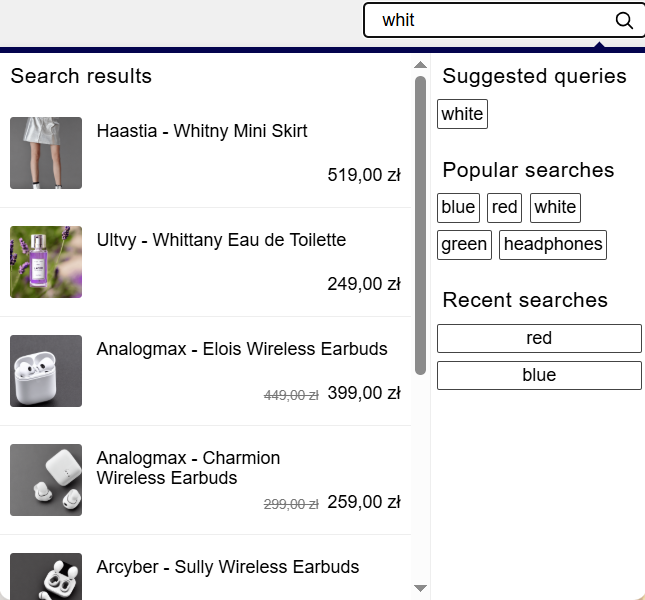 whit
Search results
Haastia - Whitny Mini Skirt
519,00 zł
Ultvy - Whittany Eau de Toilette
249,00 zł
Analogmax - Elois Wireless Earbuds
449,00 zł 399,00 zł
Analogmax - Charmion
Wireless Earbuds
299,00 zł 259,00 zł
Arcyber - Sully Wireless Earbuds
Suggested queries
white
Popular searches
blue red white
green headphones
Recent searches
red
blue